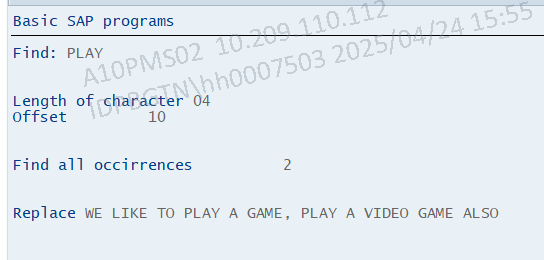 Basic SAP programs
Find: PLAY
A10PMS02 10.209.110.112
IDPBGTN\hh0007503 2025/04/24 15:55
Length of character 04
Offset 10
Find all occirrences 2
Replace WE LIKE TO PLAY A GAME, PLAY A VIDEO GAME ALSO